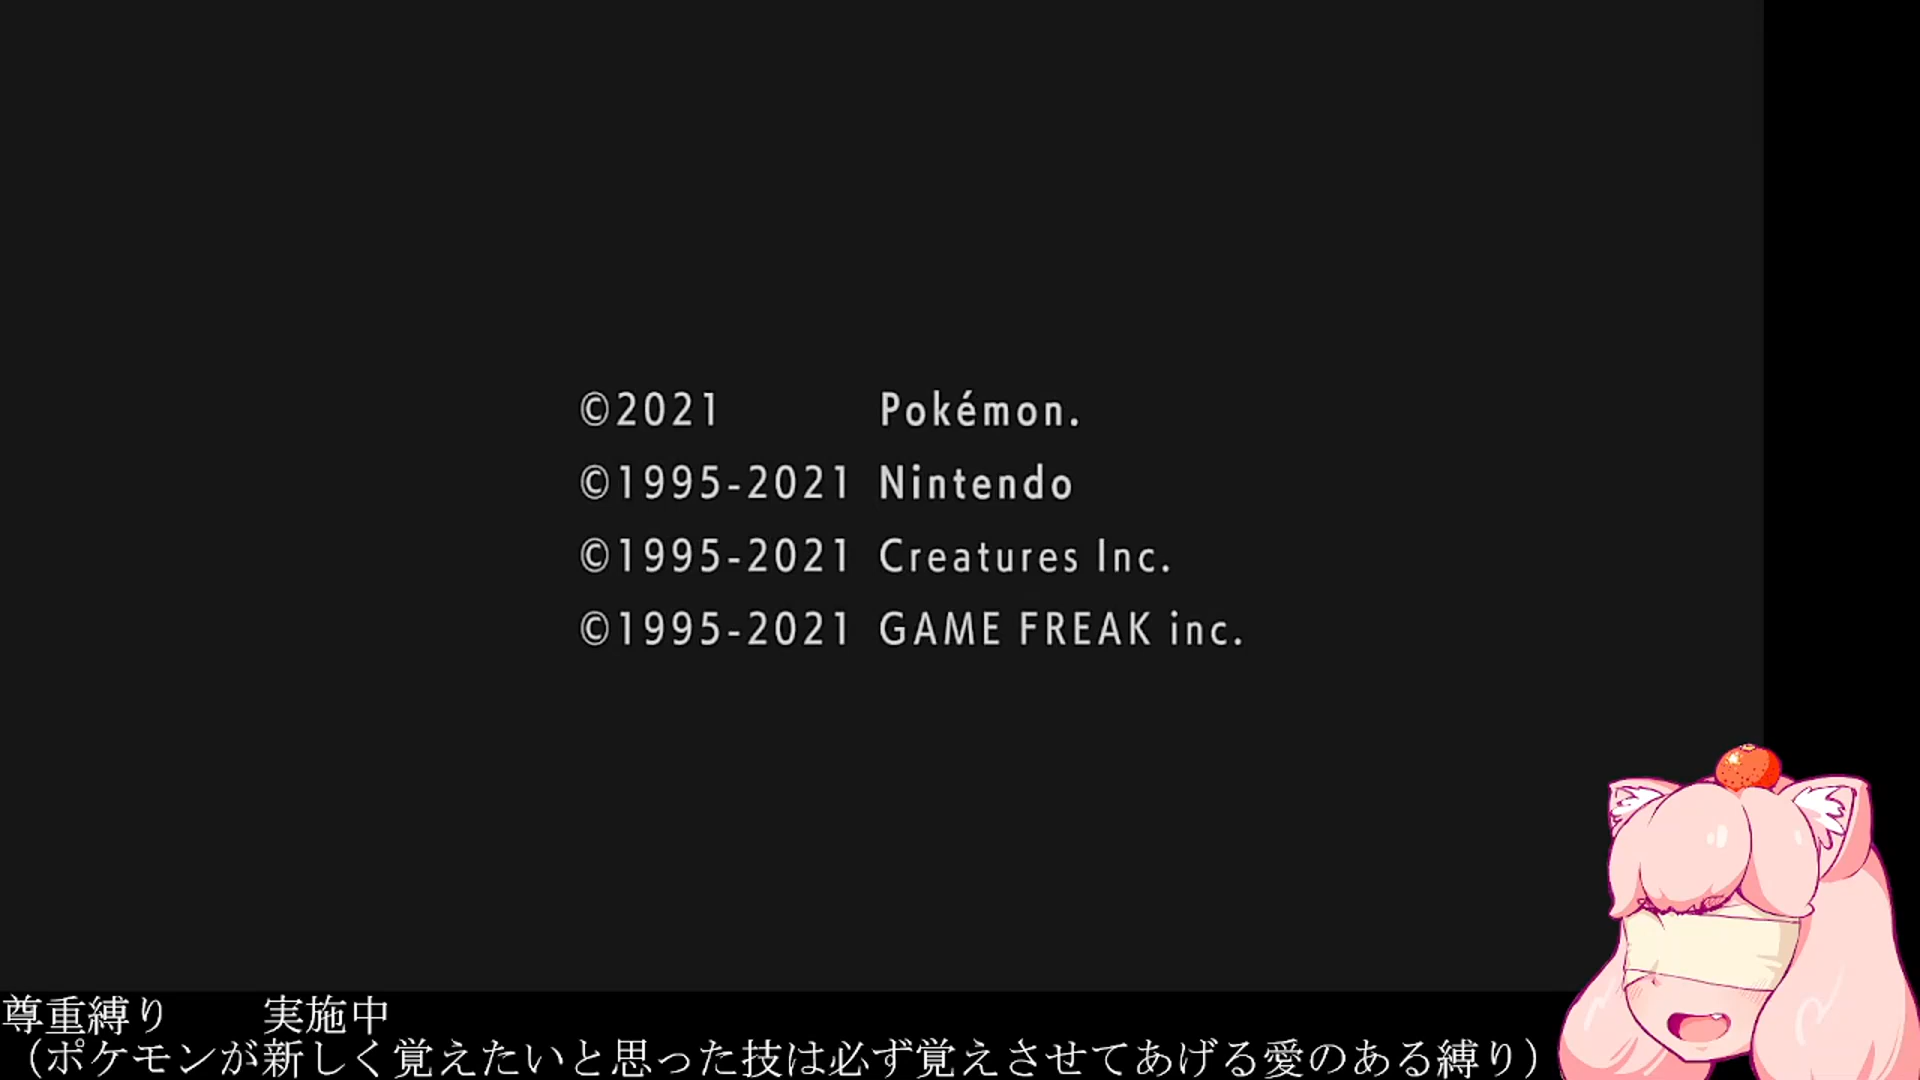 ©2021 Pokémon.
©1995-2021 Nintendo
©1995-2021 Creatures Inc.
©1995-2021 GAME FREAK inc.
尊重縛り　　実施中
（ポケモンが新しく覚えたいと思った技は必ず覚えさせてあげる愛のある縛り）